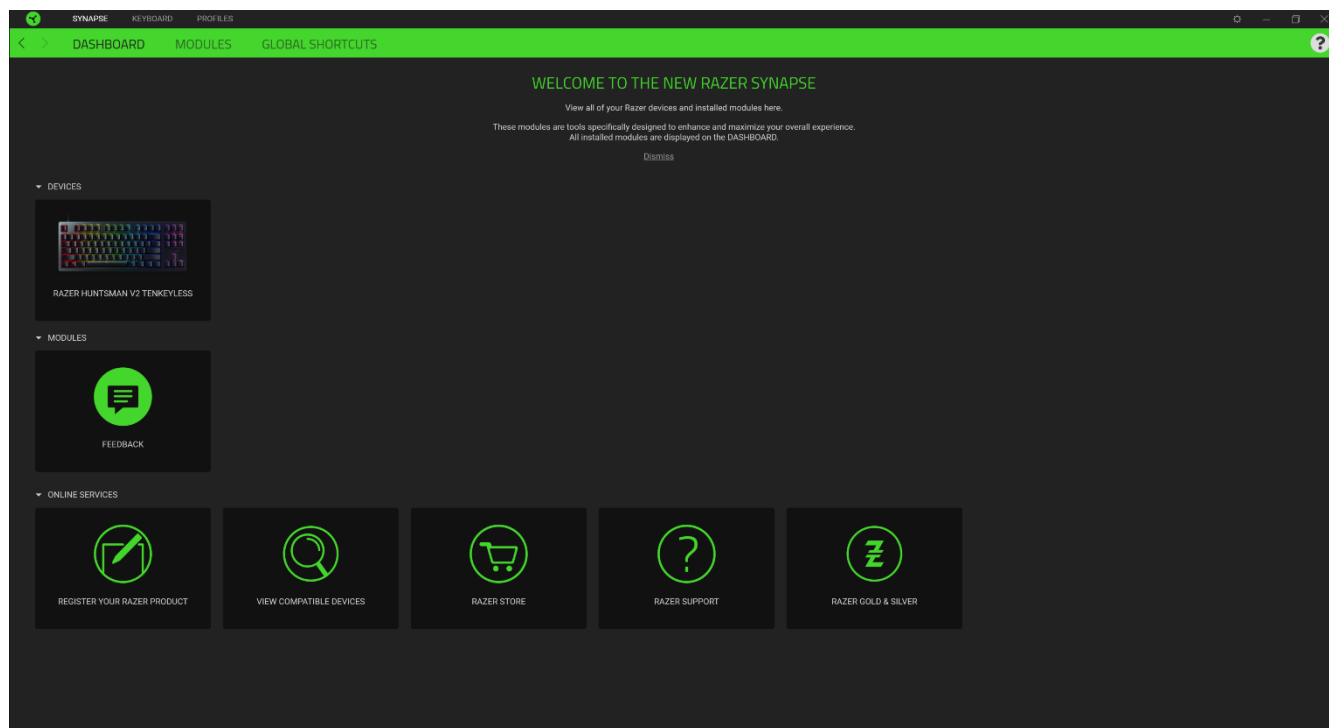 SYNAPSE KEYBOARD PROFILES
DASHBOARD MODULES GLOBAL SHORTCUTS
?
WELCOME TO THE NEW RAZER SYNAPSE
View all of your Razer devices and installed modules here.
These modules are tools specifically designed to enhance and maximize your overall experience.
All installed modules are displayed on the DASHBOARD.
Dismiss
DEVICES
RAZER HUNTSMAN V2 TENKEYLESS
MODULES
FEEDBACK
ONLINE SERVICES
REGISTER YOUR RAZER PRODUCT
VIEW COMPATIBLE DEVICES
RAZER STORE
RAZER SUPPORT
RAZER GOLD & SILVER